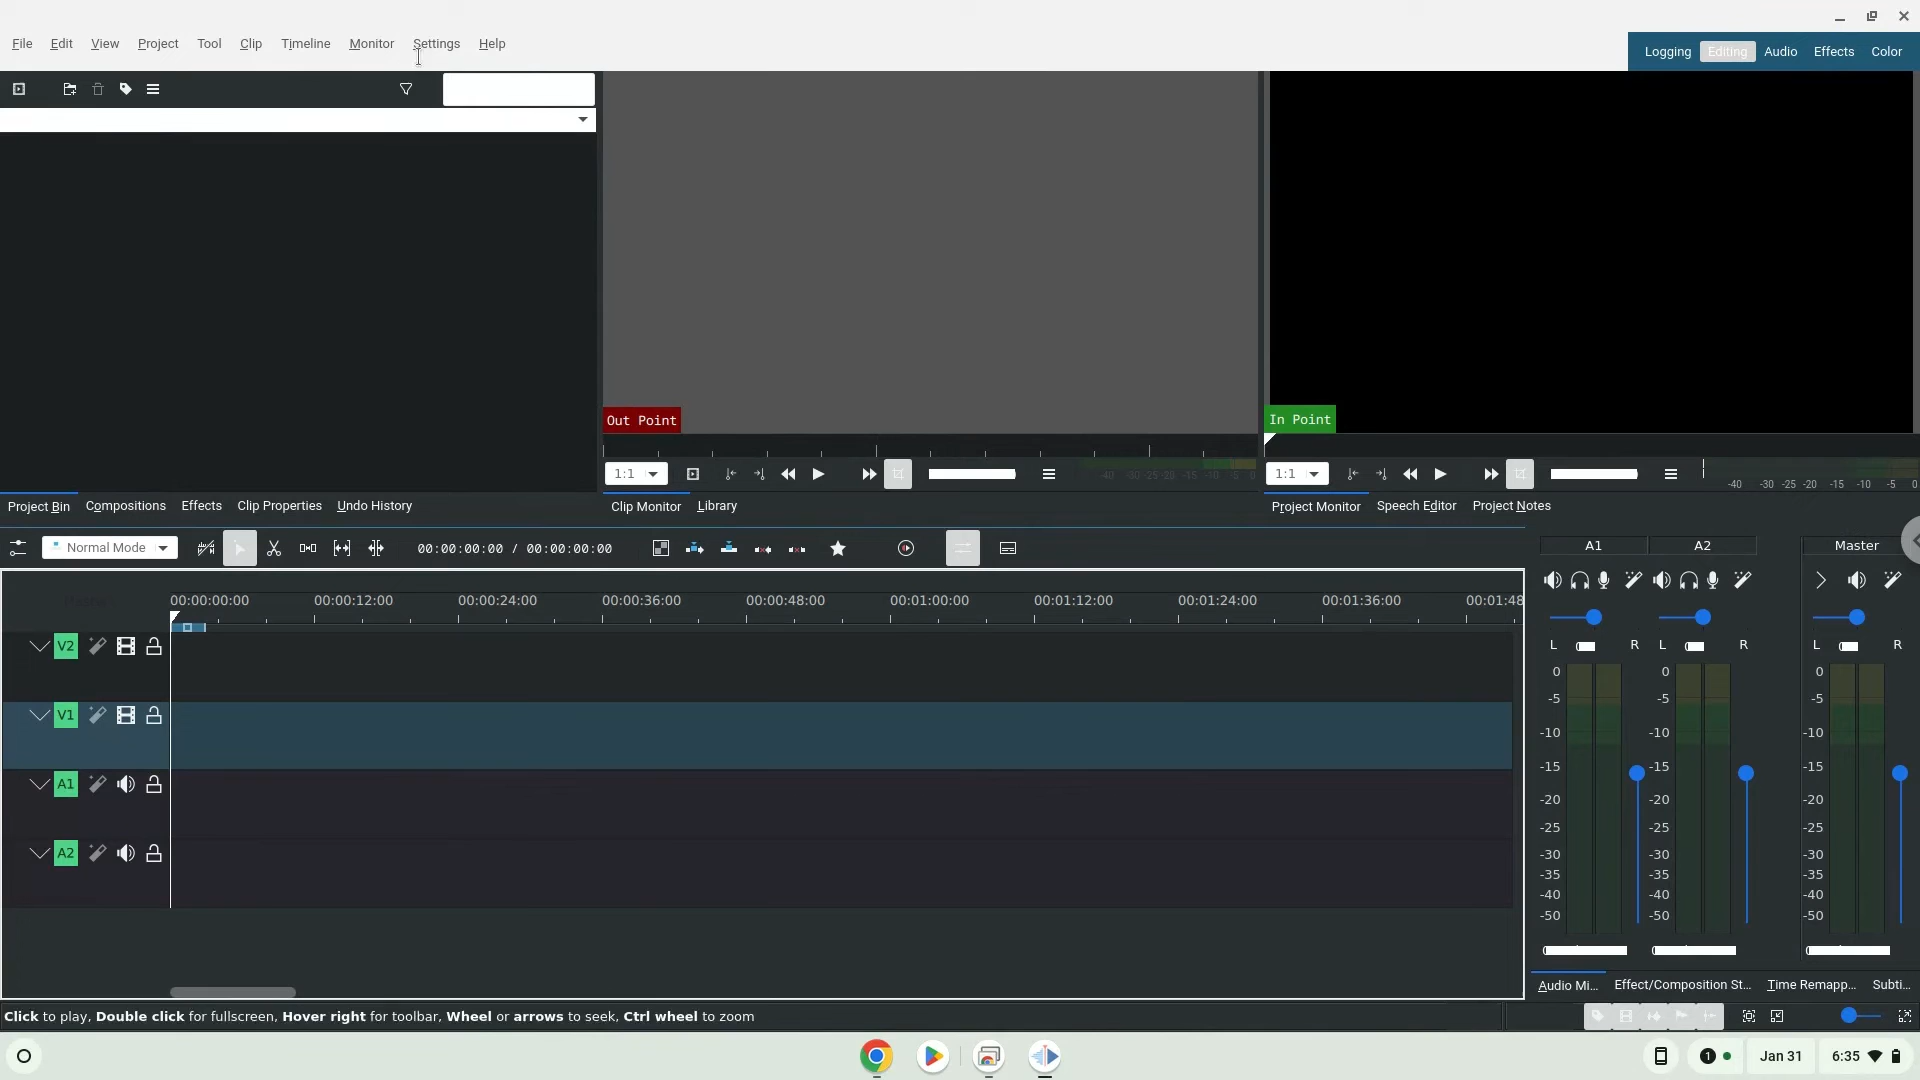 File Edit View Project Tool Clip Timeline Monitor Settings Help
Logging Editing Audio Effects Color
Out Point
In Point
1:1
-40 -30 -25 -20 -15 -10 -5 0
1:1
-40 -30 -25 -20 -15 -10 -5 0
Project Bin Compositions Effects Clip Properties Undo History
Clip Monitor Library
Project Monitor Speech Editor Project Notes
Normal Mode
00:00:00:00 / 00:00:00:00
A1 A2 Master
00:00:00:00 00:00:12:00 00:00:24:00 00:00:36:00 00:00:48:00 00:01:00:00 00:01:12:00 00:01:24:00 00:01:36:00 00:01:48
V2
V1
A1
A2
L R L R L R
0 0 0
-5 -5 -5
-10 -10 -10
-15 -15 -15
-20 -20 -20
-25 -25 -25
-30 -30 -30
-35 -35 -35
-40 -40 -40
-50 -50 -50
Audio Mi... Effect/Composition St... Time Remapp... Subti...
Click to play, Double click for fullscreen, Hover right for toolbar, Wheel or arrows to seek, Ctrl wheel to zoom
1 Jan 31 6:35